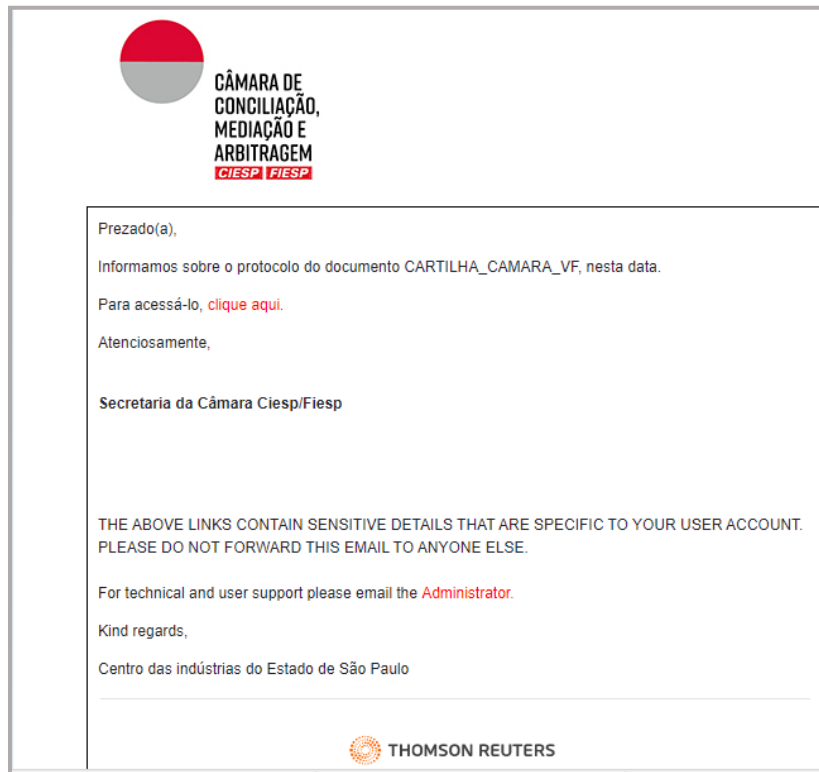 CÂMARA DE
CONCILIAÇÃO,
MEDIAÇÃO E
ARBITRAGEM
CIESP FIESP
Prezado(a),
Informamos sobre o protocolo do documento CARTILHA_CAMARA_VF, nesta data.
Para acessá-lo, clique aqui.
Atenciosamente,
Secretaria da Câmara Ciesp/Fiesp
THE ABOVE LINKS CONTAIN SENSITIVE DETAILS THAT ARE SPECIFIC TO YOUR USER ACCOUNT.
PLEASE DO NOT FORWARD THIS EMAIL TO ANYONE ELSE.
For technical and user support please email the Administrator.
Kind regards,
Centro das indústrias do Estado de São Paulo
THOMSON REUTERS